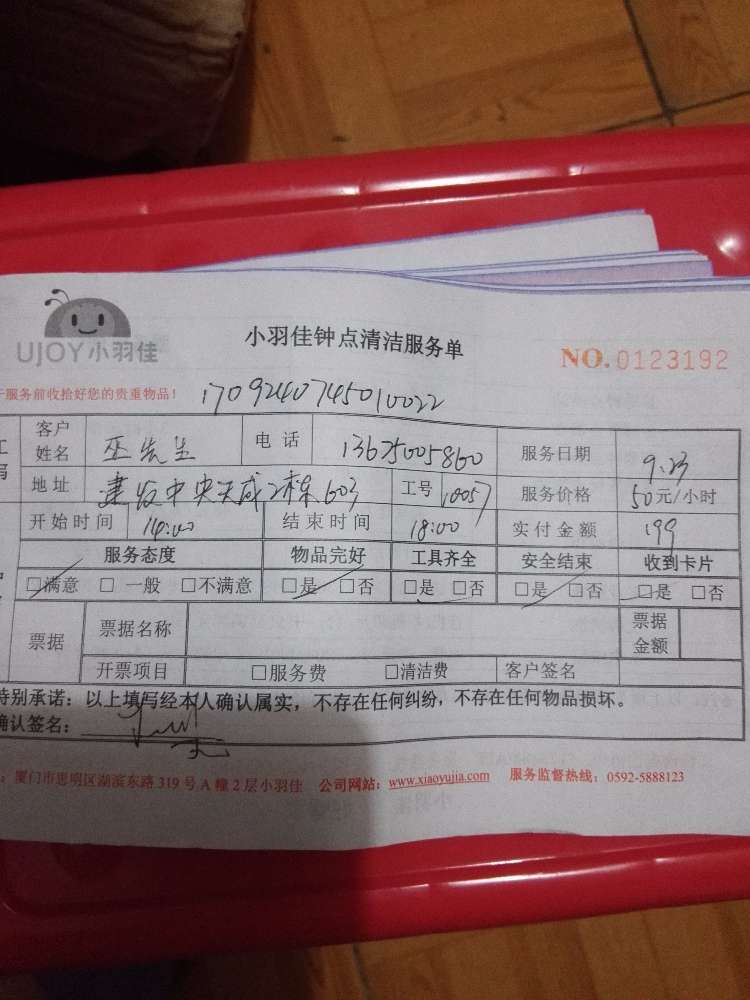 UJOY小羽佳
小羽佳钟点清洁服务单
NO.0123192
服务前收拾好您的贵重物品！ 1709240745010022
客户姓名 巫先生 电话 13625005860 服务日期 9.23
地址 建发中央天成2栋603 工号 10057 服务价格 50元/小时
开始时间 14:00 结束时间 18:00 实付金额 199
服务态度 物品完好 工具齐全 安全结束 收到卡片
□满意 □一般 □不满意 □是 □否 □是 □否 □是 □否 □是 □否
票据 票据名称 票据金额
开票项目 □服务费 □清洁费 客户签名
特别承诺：以上填写经本人确认属实，不存在任何纠纷，不存在任何物品损坏。
确认签名：
厦门市思明区湖滨东路319号A幢2层小羽佳 公司网站：www.xiaoyujia.com 服务监督热线：0592-5888123